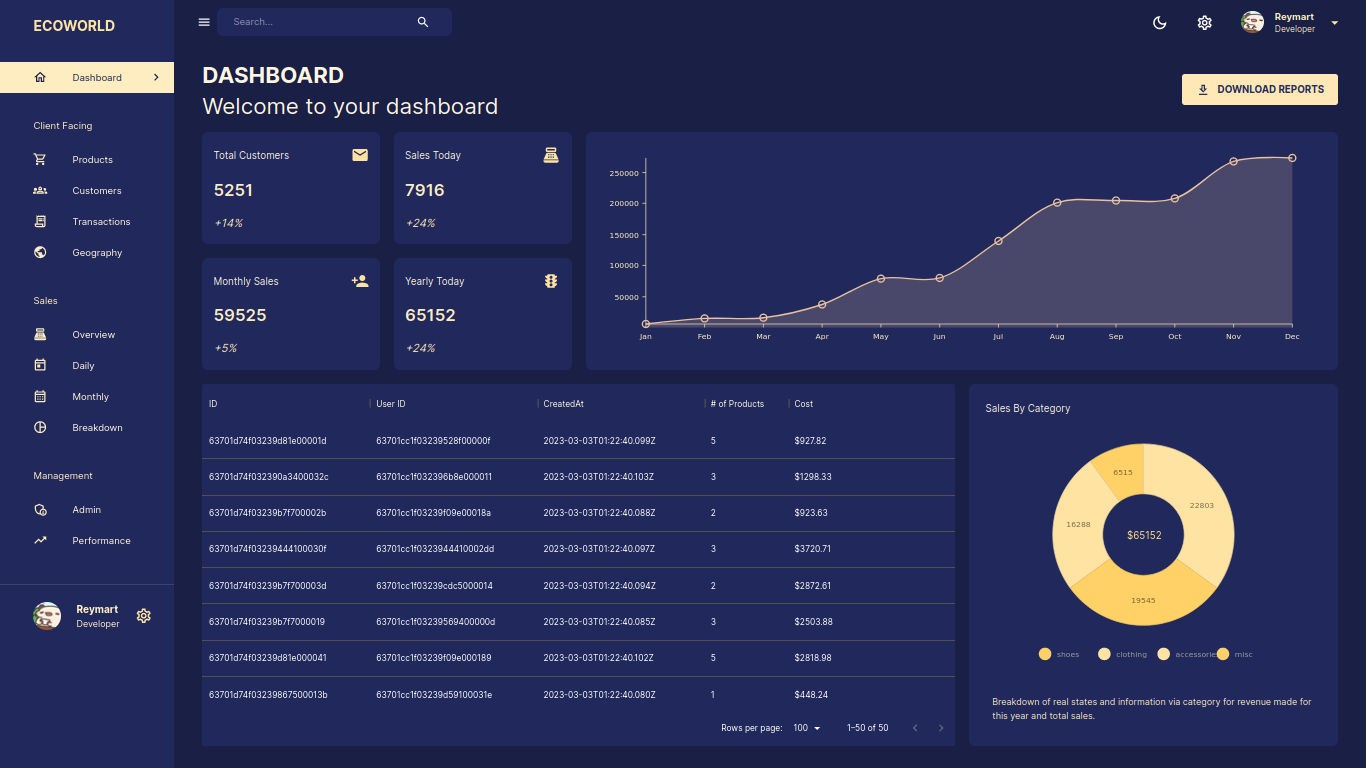 ECOWORLD
Search...
Reymart
Developer
Dashboard
Client Facing
Products
Customers
Transactions
Geography
Sales
Overview
Daily
Monthly
Breakdown
Management
Admin
Performance
Reymart
Developer
DASHBOARD
Welcome to your dashboard
DOWNLOAD REPORTS
Total Customers
5251
+14%
Sales Today
7916
+24%
Monthly Sales
59525
+5%
Yearly Today
65152
+24%
250000
200000
150000
100000
50000
Jan Feb Mar Apr May Jun Jul Aug Sep Oct Nov Dec
ID User ID CreatedAt # of Products Cost
63701d74f03239d81e00001d 63701cc1f03239528f00000f 2023-03-03T01:22:40.099Z 5 $927.82
63701d74f032390a3400032c 63701cc1f032396b8e000011 2023-03-03T01:22:40.103Z 3 $1298.33
63701d74f03239b7f700002b 63701cc1f03239f09e00018a 2023-03-03T01:22:40.088Z 2 $923.63
63701d74f03239444100030f 63701cc1f0323944410002dd 2023-03-03T01:22:40.097Z 3 $3720.71
63701d74f03239b7f700003d 63701cc1f03239cdc5000014 2023-03-03T01:22:40.094Z 2 $2872.61
63701d74f03239b7f7000019 63701cc1f03239569400000d 2023-03-03T01:22:40.085Z 3 $2503.88
63701d74f03239d81e000041 63701cc1f03239f09e000189 2023-03-03T01:22:40.102Z 5 $2818.98
63701d74f03239867500013b 63701cc1f03239d59100031e 2023-03-03T01:22:40.080Z 1 $448.24
Rows per page: 100 1–50 of 50
Sales By Category
6515
22803
16288
$65152
19545
shoes clothing accessories misc
Breakdown of real states and information via category for revenue made for
this year and total sales.